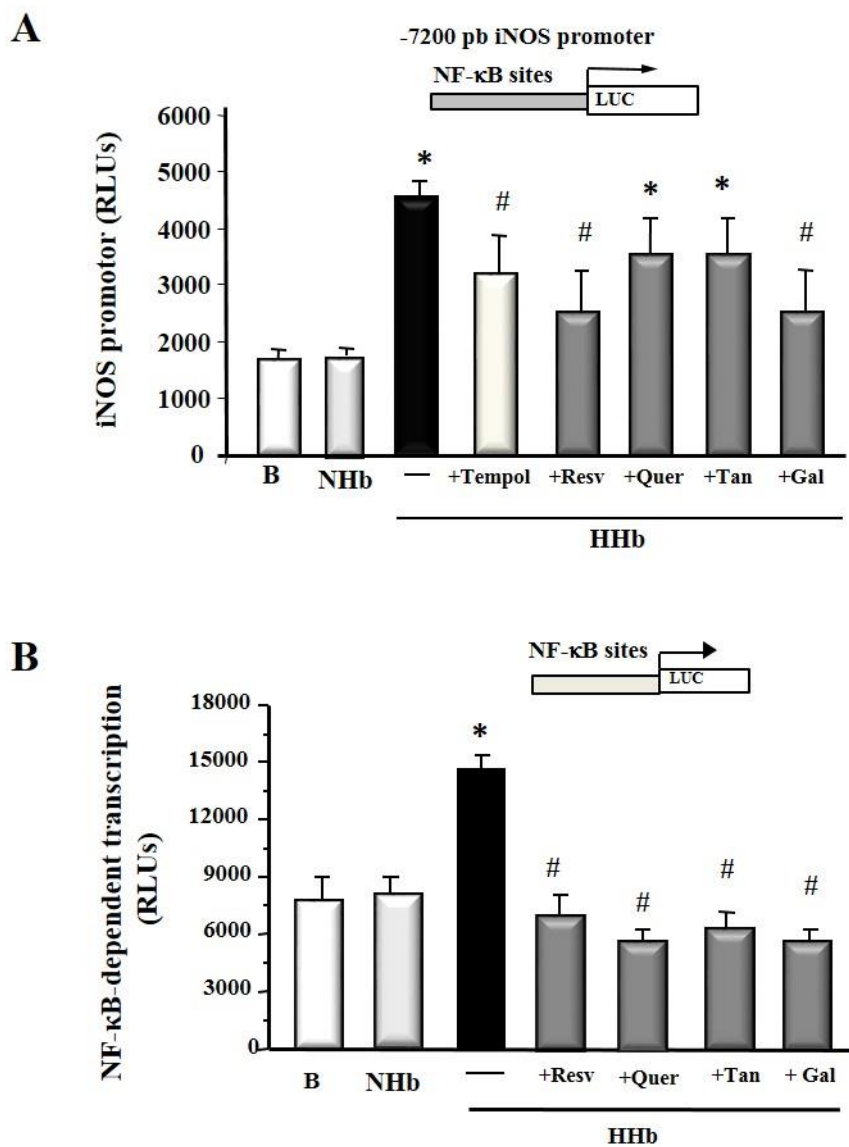 A
-7200 pb iNOS promoter
NF-κB sites
LUC
iNOS promotor (RLUs)
6000
5000
4000
3000
2000
1000
0
*
#
#
*
*
#
B
NHb
—
+Tempol
+Resv
+Quer
+Tan
+Gal
HHb
B
NF-κB sites
LUC
NF-κB-dependent transcription
(RLUs)
18000
15000
12000
9000
6000
3000
0
*
#
#
#
#
B
NHb
—
+Resv
+Quer
+Tan
+ Gal
HHb